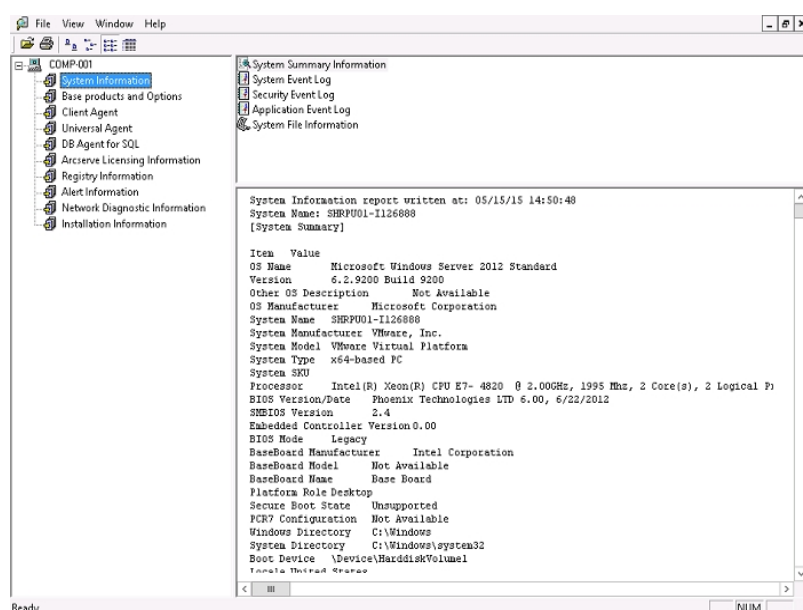 File View Window Help
COMP-001
System Information
Base products and Options
Client Agent
Universal Agent
DB Agent for SQL
Arcserve Licensing Information
Registry Information
Alert Information
Network Diagnostic Information
Installation Information
System Summary Information
System Event Log
Security Event Log
Application Event Log
System File Information
System Information report written at: 05/15/15 14:50:48
System Name: SHRPU01-I126888
[System Summary]
Item Value
OS Name Microsoft Windows Server 2012 Standard
Version 6.2.9200 Build 9200
Other OS Description Not Available
OS Manufacturer Microsoft Corporation
System Name SHRPU01-I126888
System Manufacturer VMware, Inc.
System Model VMware Virtual Platform
System Type x64-based PC
System SKU
Processor Intel(R) Xeon(R) CPU E7- 4820 @ 2.00GHz, 1995 Mhz, 2 Core(s), 2 Logical
BIOS Version/Date Phoenix Technologies LTD 6.00, 6/22/2012
SMBIOS Version 2.4
Embedded Controller Version 0.00
BIOS Mode Legacy
BaseBoard Manufacturer Intel Corporation
BaseBoard Model Not Available
BaseBoard Name Base Board
Platform Role Desktop
Secure Boot State Unsupported
PCR7 Configuration Not Available
Windows Directory C:\Windows
System Directory C:\Windows\system32
Boot Device \Device\HarddiskVolume1
Locale United States
Ready NUM